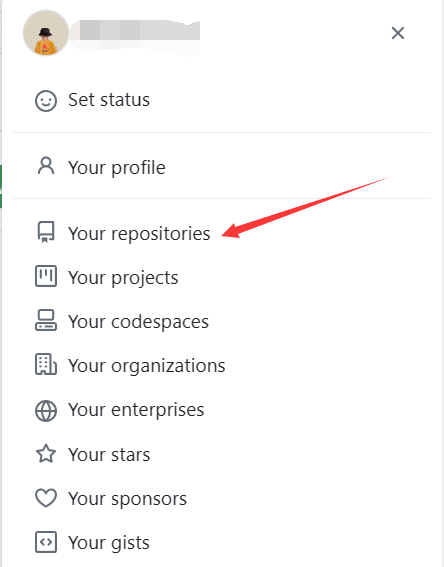 Set status
Your profile
Your repositories
Your projects
Your codespaces
Your organizations
Your enterprises
Your stars
Your sponsors
Your gists